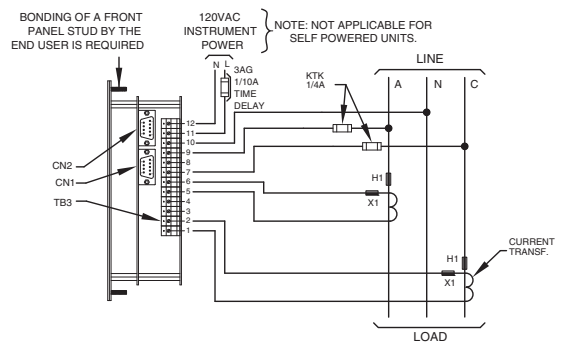 BONDING OF A FRONT
PANEL STUD BY THE
END USER IS REQUIRED
120VAC
INSTRUMENT
POWER
NOTE: NOT APPLICABLE FOR
SELF POWERED UNITS.
N L
3AG
1/10A
TIME
DELAY
KTK
1/4A
LINE
A N C
12
11
10
9
8
7
6
5
4
3
2
1
CN2
CN1
TB3
H1
X1
H1
X1
CURRENT
TRANSF.
LOAD